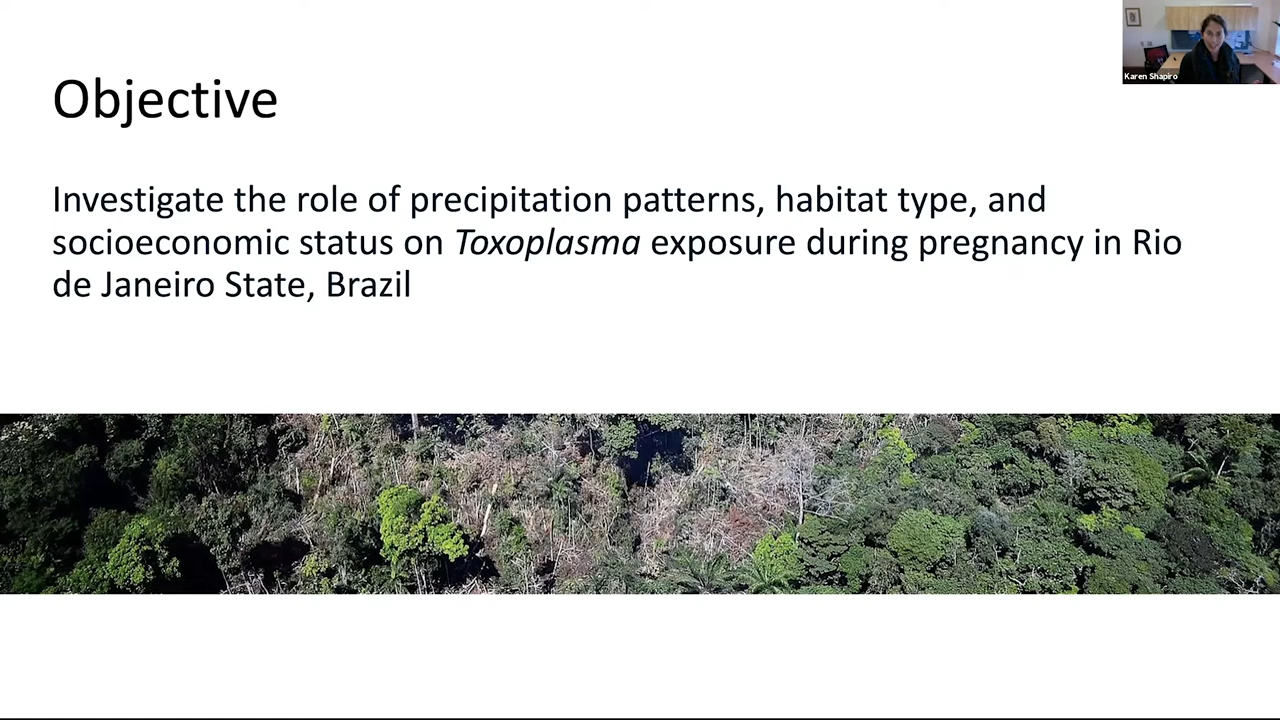 Karen Shapiro
Objective
Investigate the role of precipitation patterns, habitat type, and
socioeconomic status on Toxoplasma exposure during pregnancy in Rio
de Janeiro State, Brazil